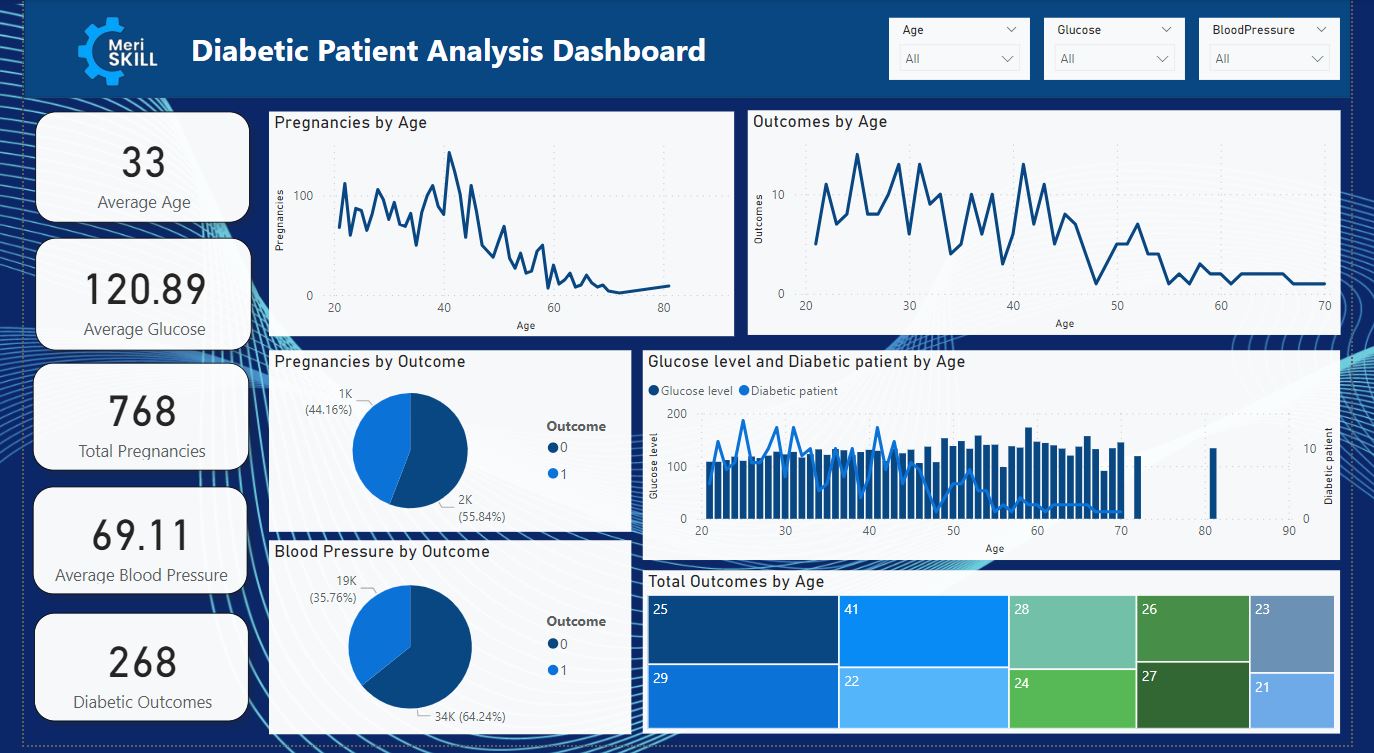 Meri
SKILL
Diabetic Patient Analysis Dashboard
Age
All
Glucose
All
BloodPressure
All
33
Average Age
120.89
Average Glucose
768
Total Pregnancies
69.11
Average Blood Pressure
268
Diabetic Outcomes
Pregnancies by Age
Pregnancies
100
0
20
40
60
80
Age
Outcomes by Age
Outcomes
10
0
20
30
40
50
60
70
Age
Pregnancies by Outcome
1K
(44.16%)
2K
(55.84%)
Outcome
0
1
Glucose level and Diabetic patient by Age
Glucose level
Diabetic patient
Glucose level
200
100
0
20
30
40
50
60
70
80
90
10
0
Diabetic patient
Age
Blood Pressure by Outcome
19K
(35.76%)
34K (64.24%)
Outcome
0
1
Total Outcomes by Age
25
41
28
26
23
29
22
24
27
21